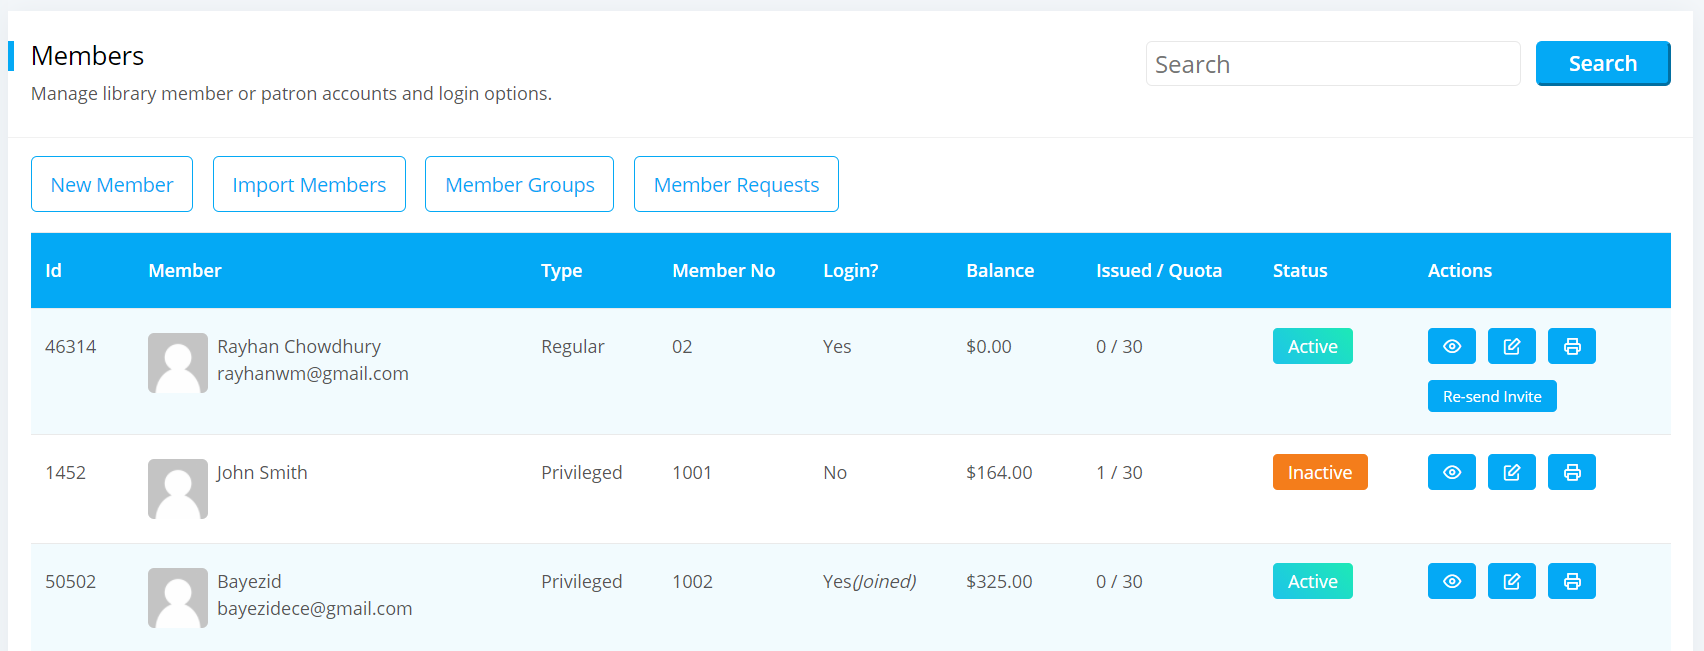 Members
Manage library member or patron accounts and login options.
Search Search
New Member Import Members Member Groups Member Requests
Id Member Type Member No Login? Balance Issued / Quota Status Actions
46314 Rayhan Chowdhury Regular 02 Yes $0.00 0 / 30 Active
rayhanwm@gmail.com
Re-send Invite
1452 John Smith Privileged 1001 No $164.00 1 / 30 Inactive
50502 Bayezid Privileged 1002 Yes(Joined) $325.00 0 / 30 Active
bayezidece@gmail.com